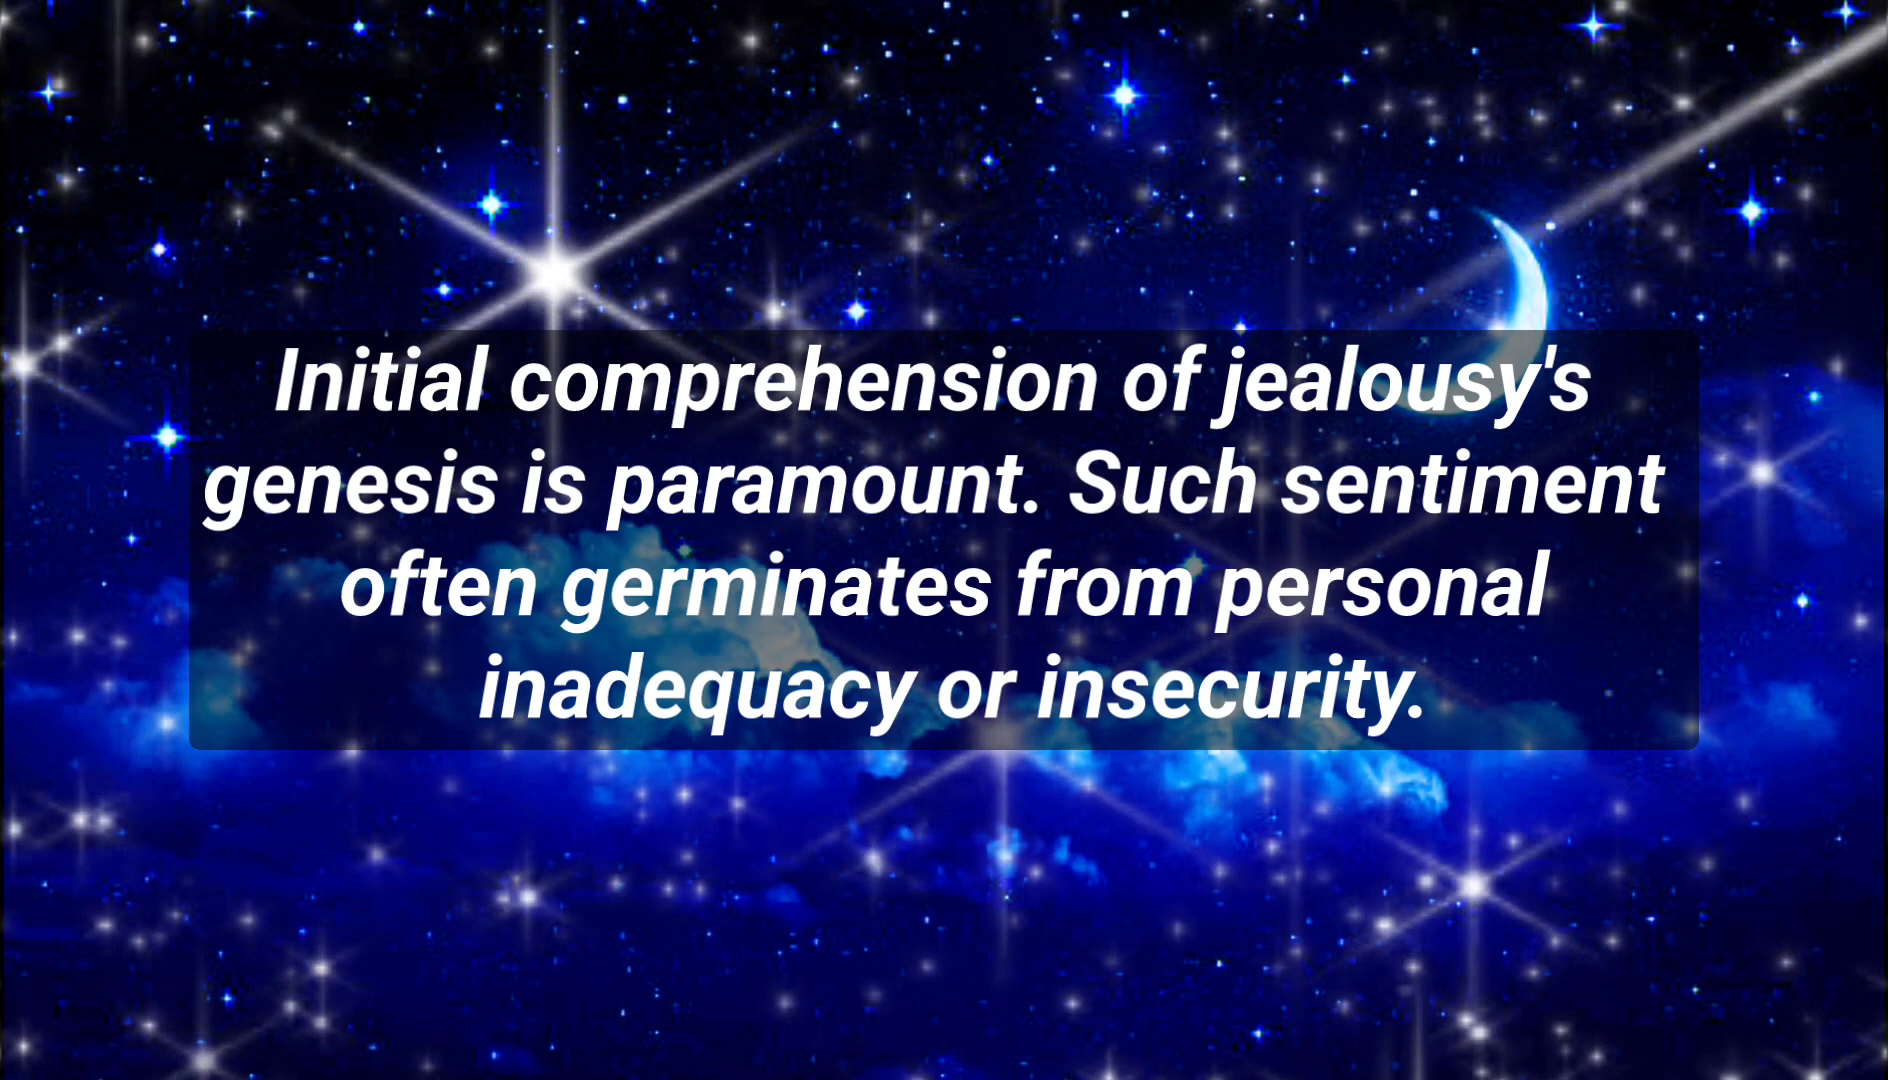 Initial comprehension of jealousy's
genesis is paramount. Such sentiment
often germinates from personal
inadequacy or insecurity.